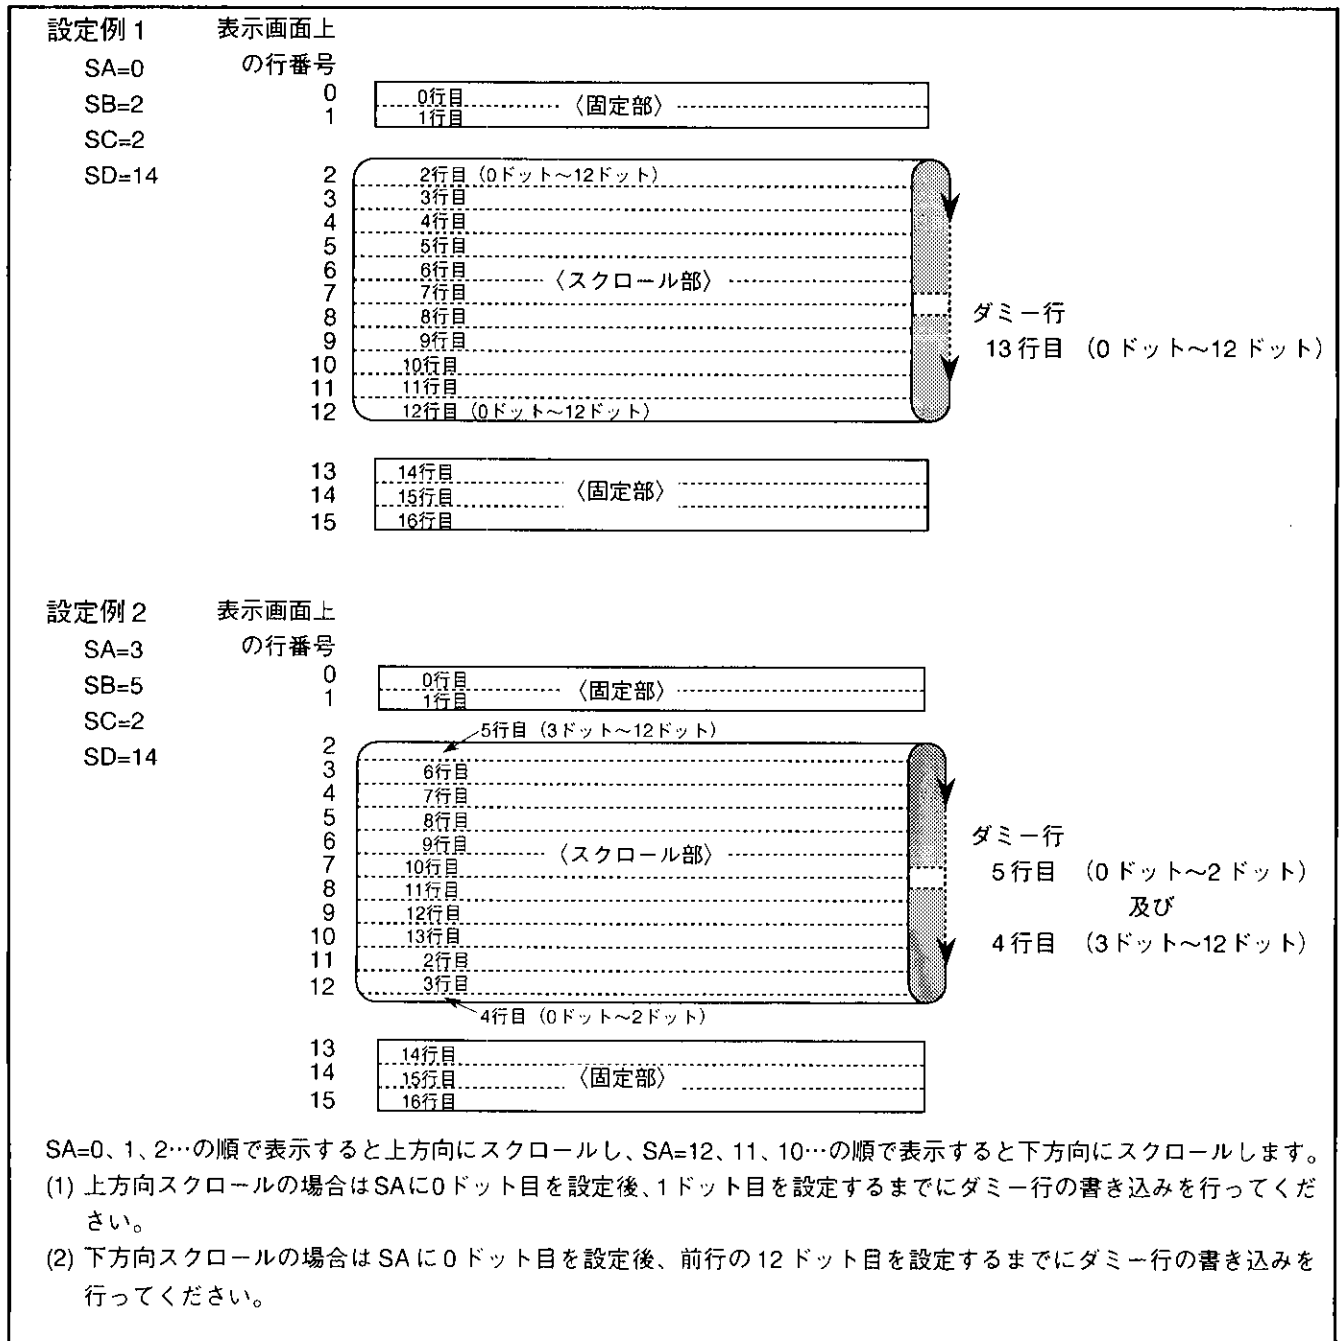 設定例 1 表示画面上
SA=0 の行番号
SB=2
SC=2
SD=14
0 0行目 〈固定部〉
1 1行目
2 2行目 (0ドット～12ドット)
3 3行目
4 4行目
5 5行目
6 6行目 〈スクロール部〉
7 7行目
8 8行目
9 9行目
10 10行目
11 11行目
12 12行目 (0ドット～12ドット)
ダミー行
13 行目 (0 ドット～12 ドット)
13 14行目
14 15行目 〈固定部〉
15 16行目
設定例 2 表示画面上
SA=3 の行番号
SB=5
SC=2
SD=14
0 0行目 〈固定部〉
1 1行目
5行目 (3ドット～12ドット)
2
3 6行目
4 7行目
5 8行目
6 9行目 〈スクロール部〉
7 10行目
8 11行目
9 12行目
10 13行目
11 2行目
12 3行目
4行目 (0ドット～2ドット)
ダミー行
5 行目 (0 ドット～2 ドット)
及び
4 行目 (3 ドット～12 ドット)
13 14行目
14 15行目 〈固定部〉
15 16行目
SA=0、1、2…の順で表示すると上方向にスクロールし、SA=12、11、10…の順で表示すると下方向にスクロールします。
(1) 上方向スクロールの場合はSAに0ドット目を設定後、1ドット目を設定するまでにダミー行の書き込みを行ってくだ
さい。
(2) 下方向スクロールの場合は SA に 0 ドット目を設定後、前行の 12 ドット目を設定するまでにダミー行の書き込みを
行ってください。